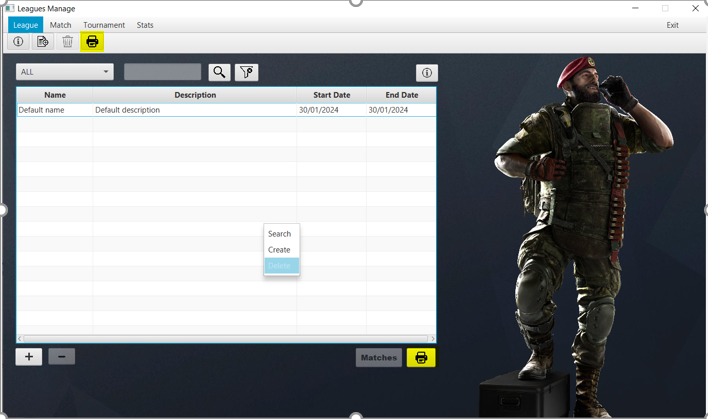 Leagues Manage
League Match Tournament Stats Exit
ALL
Name Description Start Date End Date
Default name Default description 30/01/2024 30/01/2024
Search
Create
Delete
Matches